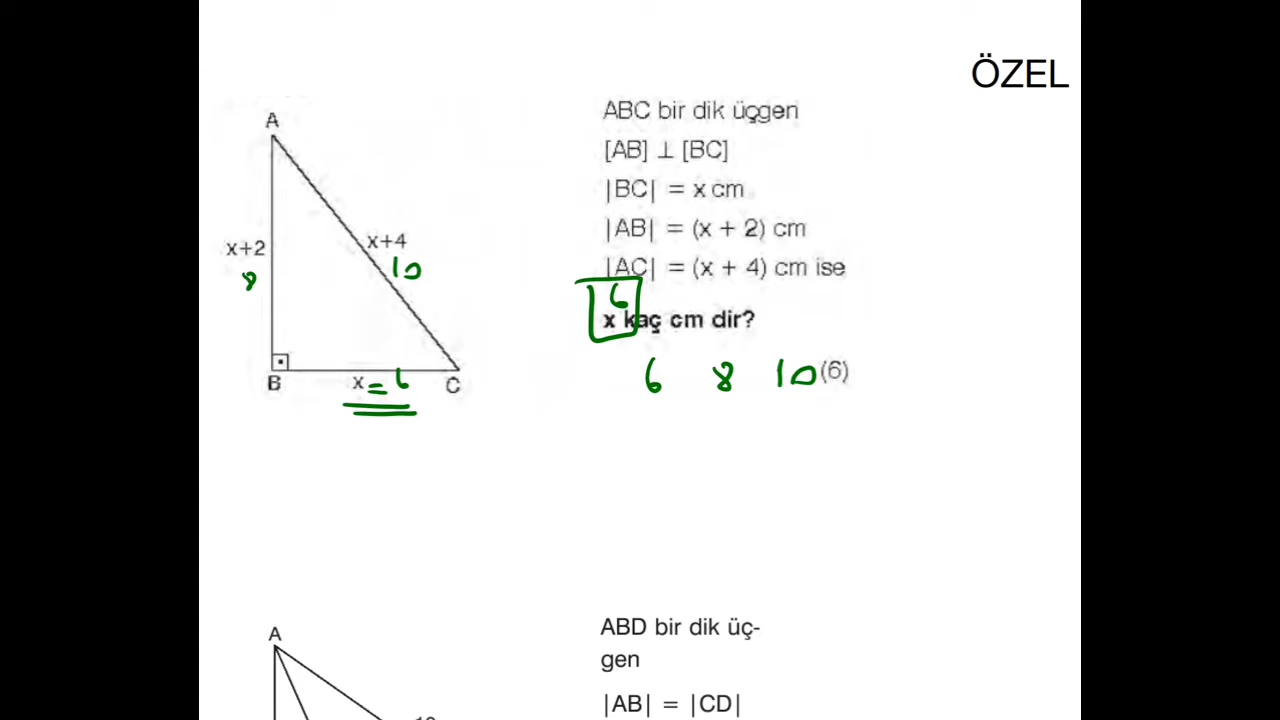 ÖZEL
A
x+2
8
x+4
10
B
x = 6
C
ABC bir dik üçgen
[AB] ⊥ [BC]
|BC| = x cm
|AB| = (x + 2) cm
|AC| = (x + 4) cm ise
6
x kaç cm dir?
6 8 10 (6)
A
ABD bir dik üç-
gen
|AB| = |CD|